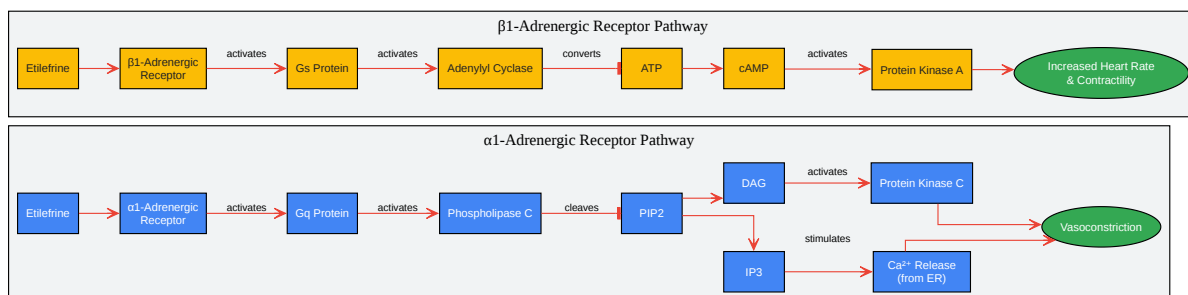 β1-Adrenergic Receptor Pathway
Etilefrine
β1-Adrenergic
Receptor
activates
Gs Protein
activates
Adenylyl Cyclase
converts
ATP
cAMP
activates
Protein Kinase A
Increased Heart Rate
& Contractility
α1-Adrenergic Receptor Pathway
Etilefrine
α1-Adrenergic
Receptor
activates
Gq Protein
activates
Phospholipase C
cleaves
PIP2
DAG
activates
Protein Kinase C
IP3
stimulates
Ca²⁺ Release
(from ER)
Vasoconstriction